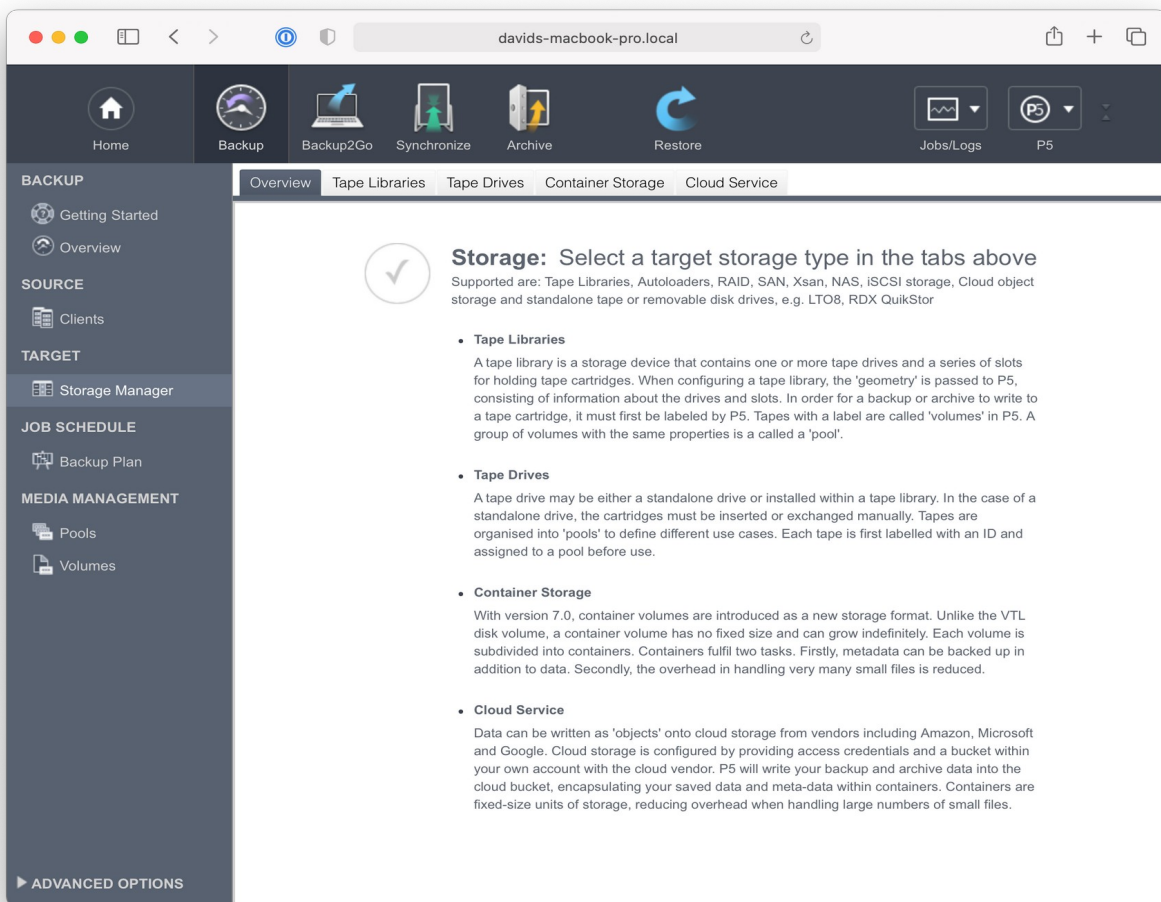 davids-macbook-pro.local
Home
Backup
Backup2Go
Synchronize
Archive
Restore
Jobs/Logs
P5
P5
BACKUP
Getting Started
Overview
SOURCE
Clients
TARGET
Storage Manager
JOB SCHEDULE
Backup Plan
MEDIA MANAGEMENT
Pools
Volumes
ADVANCED OPTIONS
Overview
Tape Libraries
Tape Drives
Container Storage
Cloud Service
Storage: Select a target storage type in the tabs above
Supported are: Tape Libraries, Autoloaders, RAID, SAN, Xsan, NAS, iSCSI storage, Cloud object
storage and standalone tape or removable disk drives, e.g. LTO8, RDX QuikStor
• Tape Libraries
A tape library is a storage device that contains one or more tape drives and a series of slots
for holding tape cartridges. When configuring a tape library, the 'geometry' is passed to P5,
consisting of information about the drives and slots. In order for a backup or archive to write to
a tape cartridge, it must first be labeled by P5. Tapes with a label are called 'volumes' in P5. A
group of volumes with the same properties is a called a 'pool'.
• Tape Drives
A tape drive may be either a standalone drive or installed within a tape library. In the case of a
standalone drive, the cartridges must be inserted or exchanged manually. Tapes are
organised into 'pools' to define different use cases. Each tape is first labelled with an ID and
assigned to a pool before use.
• Container Storage
With version 7.0, container volumes are introduced as a new storage format. Unlike the VTL
disk volume, a container volume has no fixed size and can grow indefinitely. Each volume is
subdivided into containers. Containers fulfil two tasks. Firstly, metadata can be backed up in
addition to data. Secondly, the overhead in handling very many small files is reduced.
• Cloud Service
Data can be written as 'objects' onto cloud storage from vendors including Amazon, Microsoft
and Google. Cloud storage is configured by providing access credentials and a bucket within
your own account with the cloud vendor. P5 will write your backup and archive data into the
cloud bucket, encapsulating your saved data and meta-data within containers. Containers are
fixed-size units of storage, reducing overhead when handling large numbers of small files.